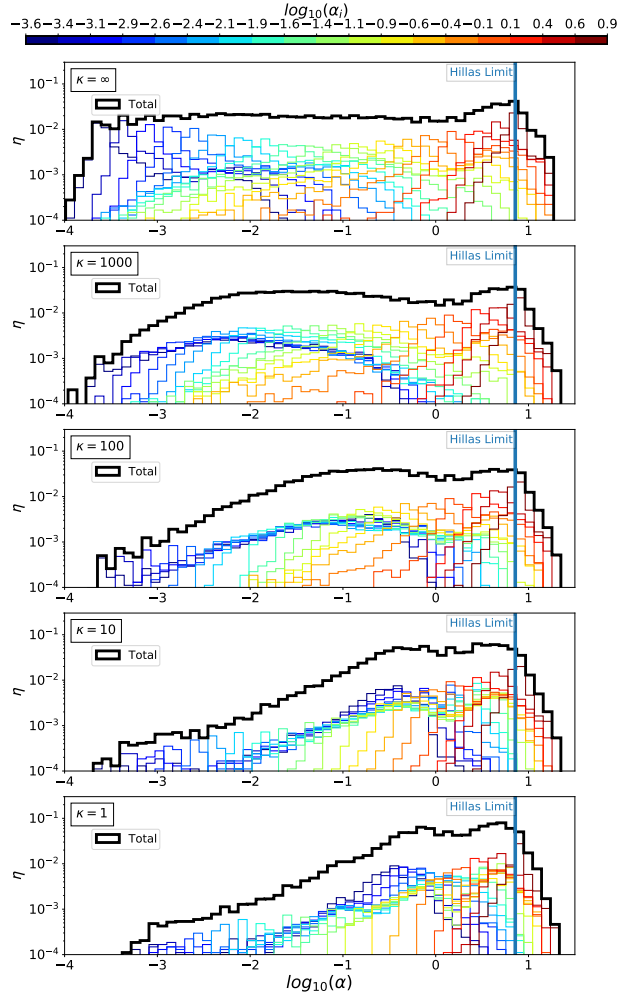 log₁₀(αᵢ)
−3.6 −3.4 −3.1 −2.9 −2.6 −2.4 −2.1 −1.9 −1.6 −1.4 −1.1 −0.9 −0.6 −0.4 −0.1 0.1 0.4 0.6 0.9
κ = ∞
Total
Hillas Limit
η
10⁻¹
10⁻²
10⁻³
10⁻⁴
−4 −3 −2 −1 0 1
κ = 1000
Total
Hillas Limit
η
10⁻¹
10⁻²
10⁻³
10⁻⁴
−4 −3 −2 −1 0 1
κ = 100
Total
Hillas Limit
η
10⁻¹
10⁻²
10⁻³
10⁻⁴
−4 −3 −2 −1 0 1
κ = 10
Total
Hillas Limit
η
10⁻¹
10⁻²
10⁻³
10⁻⁴
−4 −3 −2 −1 0 1
κ = 1
Total
Hillas Limit
η
10⁻¹
10⁻²
10⁻³
10⁻⁴
−4 −3 −2 −1 0 1
log₁₀(α)